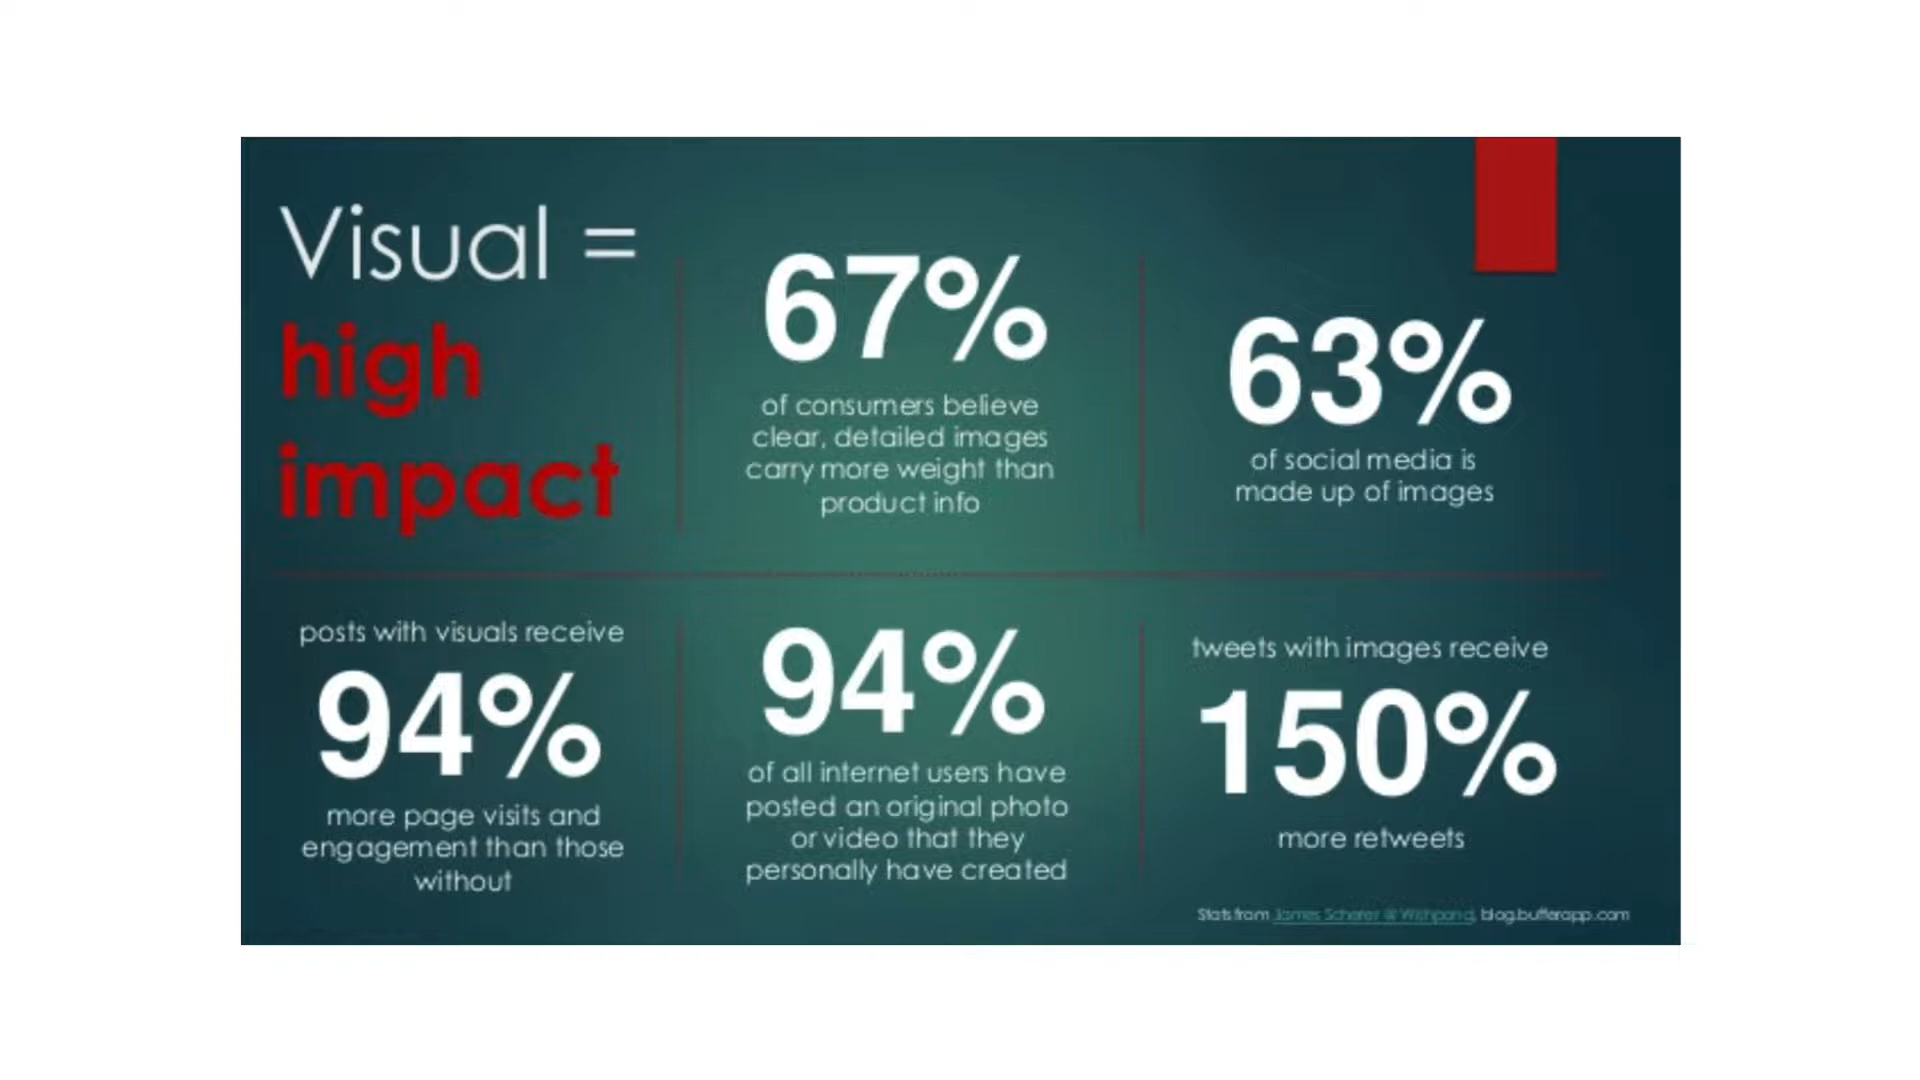 Visual =
high
impact
67%
of consumers believe
clear, detailed images
carry more weight than
product info
63%
of social media is
made up of images
posts with visuals receive
94%
more page visits and
engagement than those
without
94%
of all internet users have
posted an original photo
or video that they
personally have created
tweets with images receive
150%
more retweets
Stats from James Scherer @ Wishpond, blog.bufferapp.com